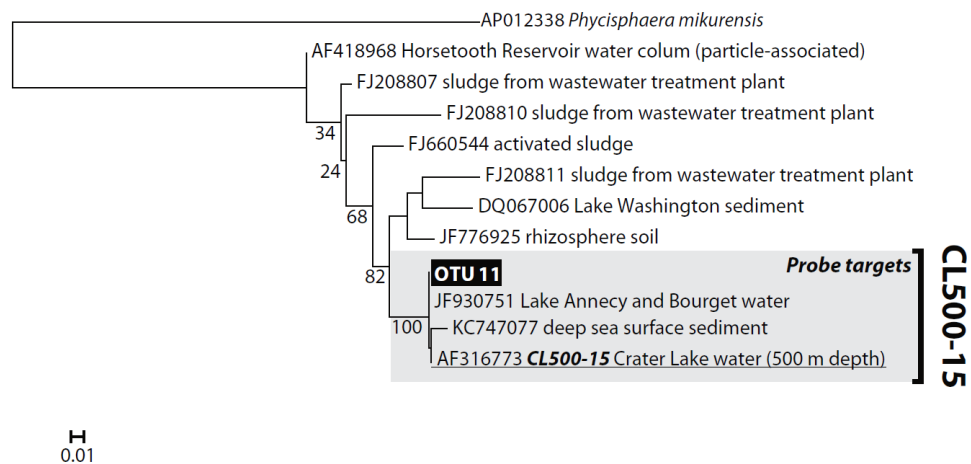 AP012338 Phycisphaera mikurensis
AF418968 Horsetooth Reservoir water colum (particle-associated)
FJ208807 sludge from wastewater treatment plant
FJ208810 sludge from wastewater treatment plant
34
FJ660544 activated sludge
24
FJ208811 sludge from wastewater treatment plant
DQ067006 Lake Washington sediment
68
JF776925 rhizosphere soil
Probe targets
OTU 11
82
JF930751 Lake Annecy and Bourget water
100
KC747077 deep sea surface sediment
AF316773 CL500-15 Crater Lake water (500 m depth)
CL500-15
0.01